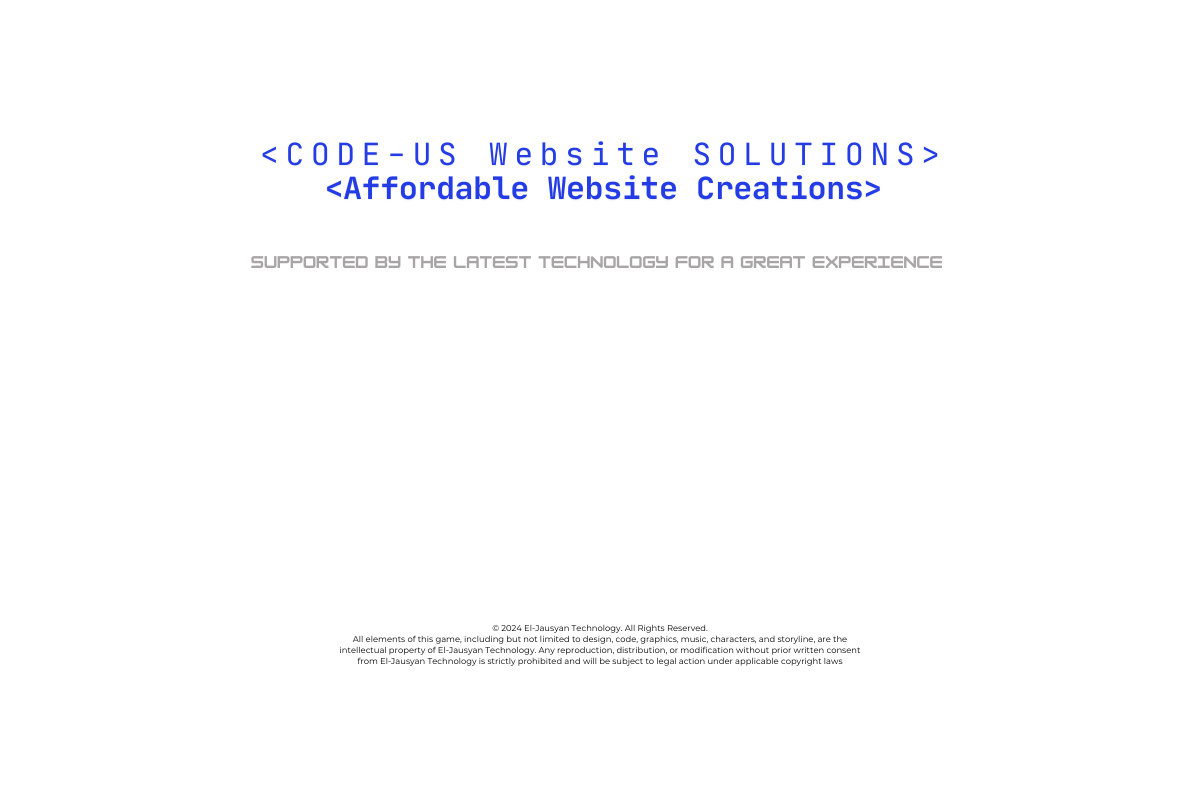 <CODE-US Website SOLUTIONS>
<Affordable Website Creations>
SUPPORTED BY THE LATEST TECHNOLOGY FOR A GREAT EXPERIENCE
© 2024 El-Jausyan Technology. All Rights Reserved.
All elements of this game, including but not limited to design, code, graphics, music, characters, and storyline, are the
intellectual property of El-Jausyan Technology. Any reproduction, distribution, or modification without prior written consent
from El-Jausyan Technology is strictly prohibited and will be subject to legal action under applicable copyright laws